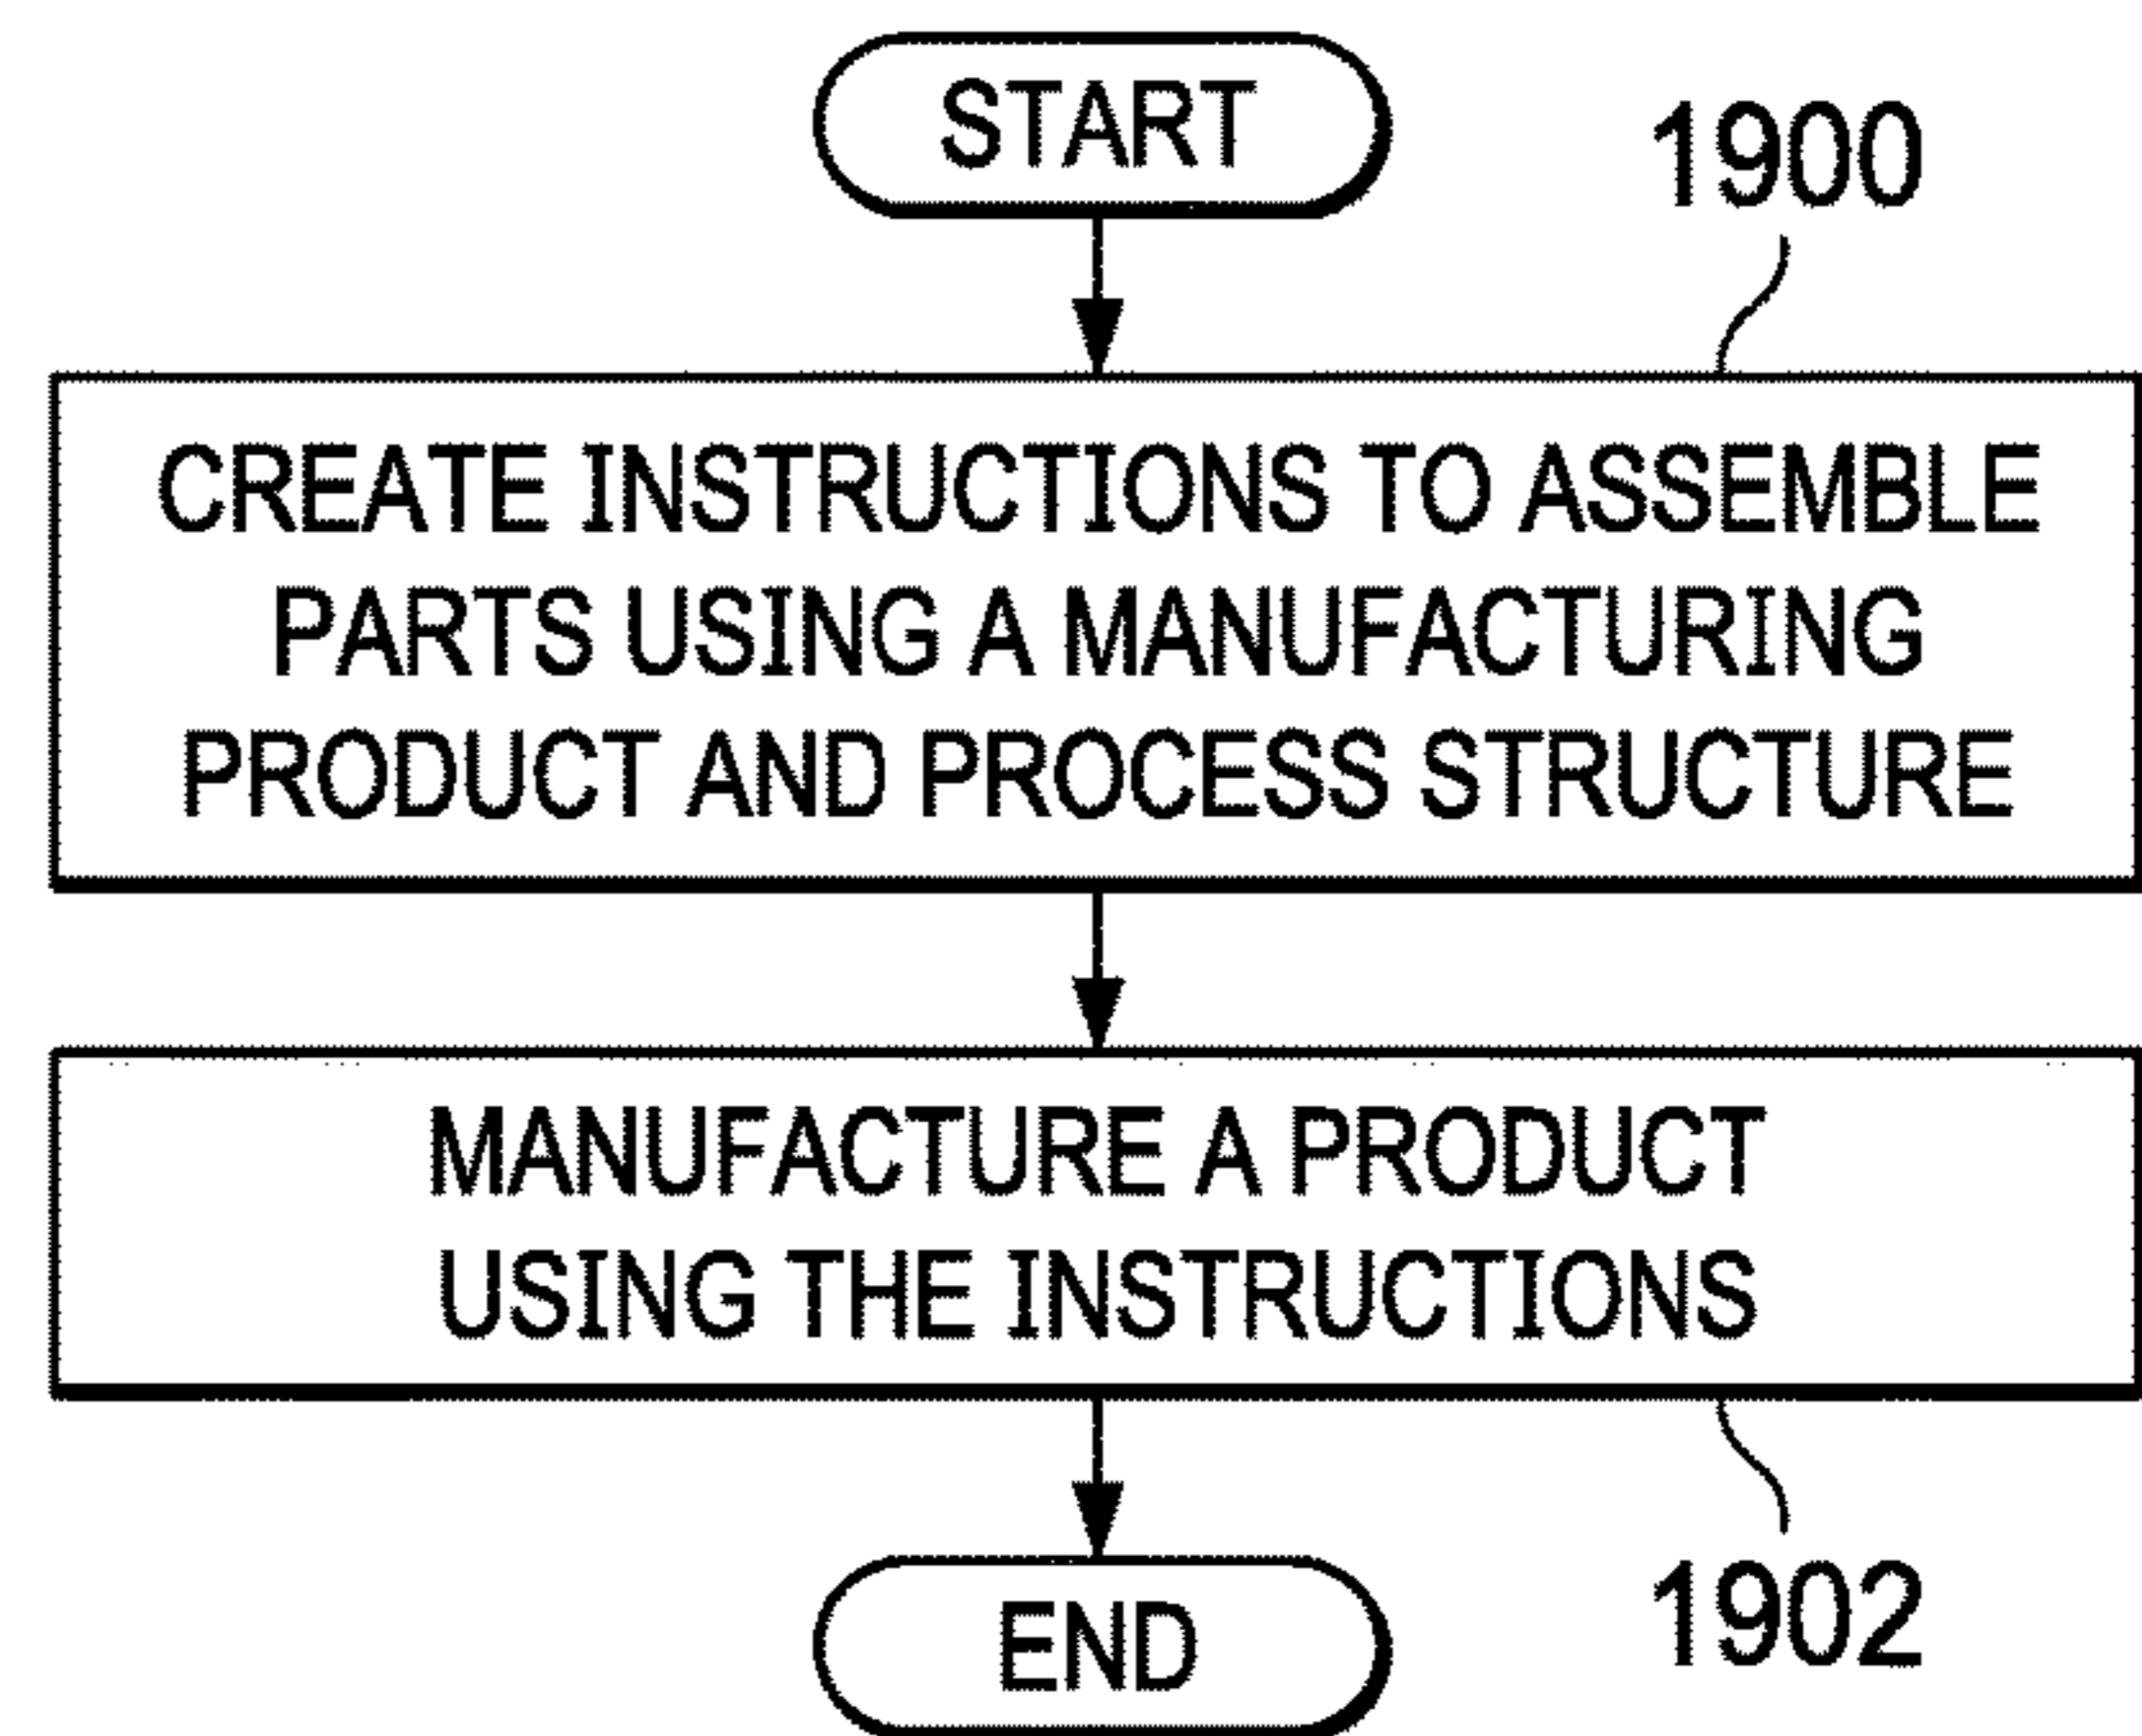 START
1900
CREATE INSTRUCTIONS TO ASSEMBLE
PARTS USING A MANUFACTURING
PRODUCT AND PROCESS STRUCTURE
MANUFACTURE A PRODUCT
USING THE INSTRUCTIONS
END
1902